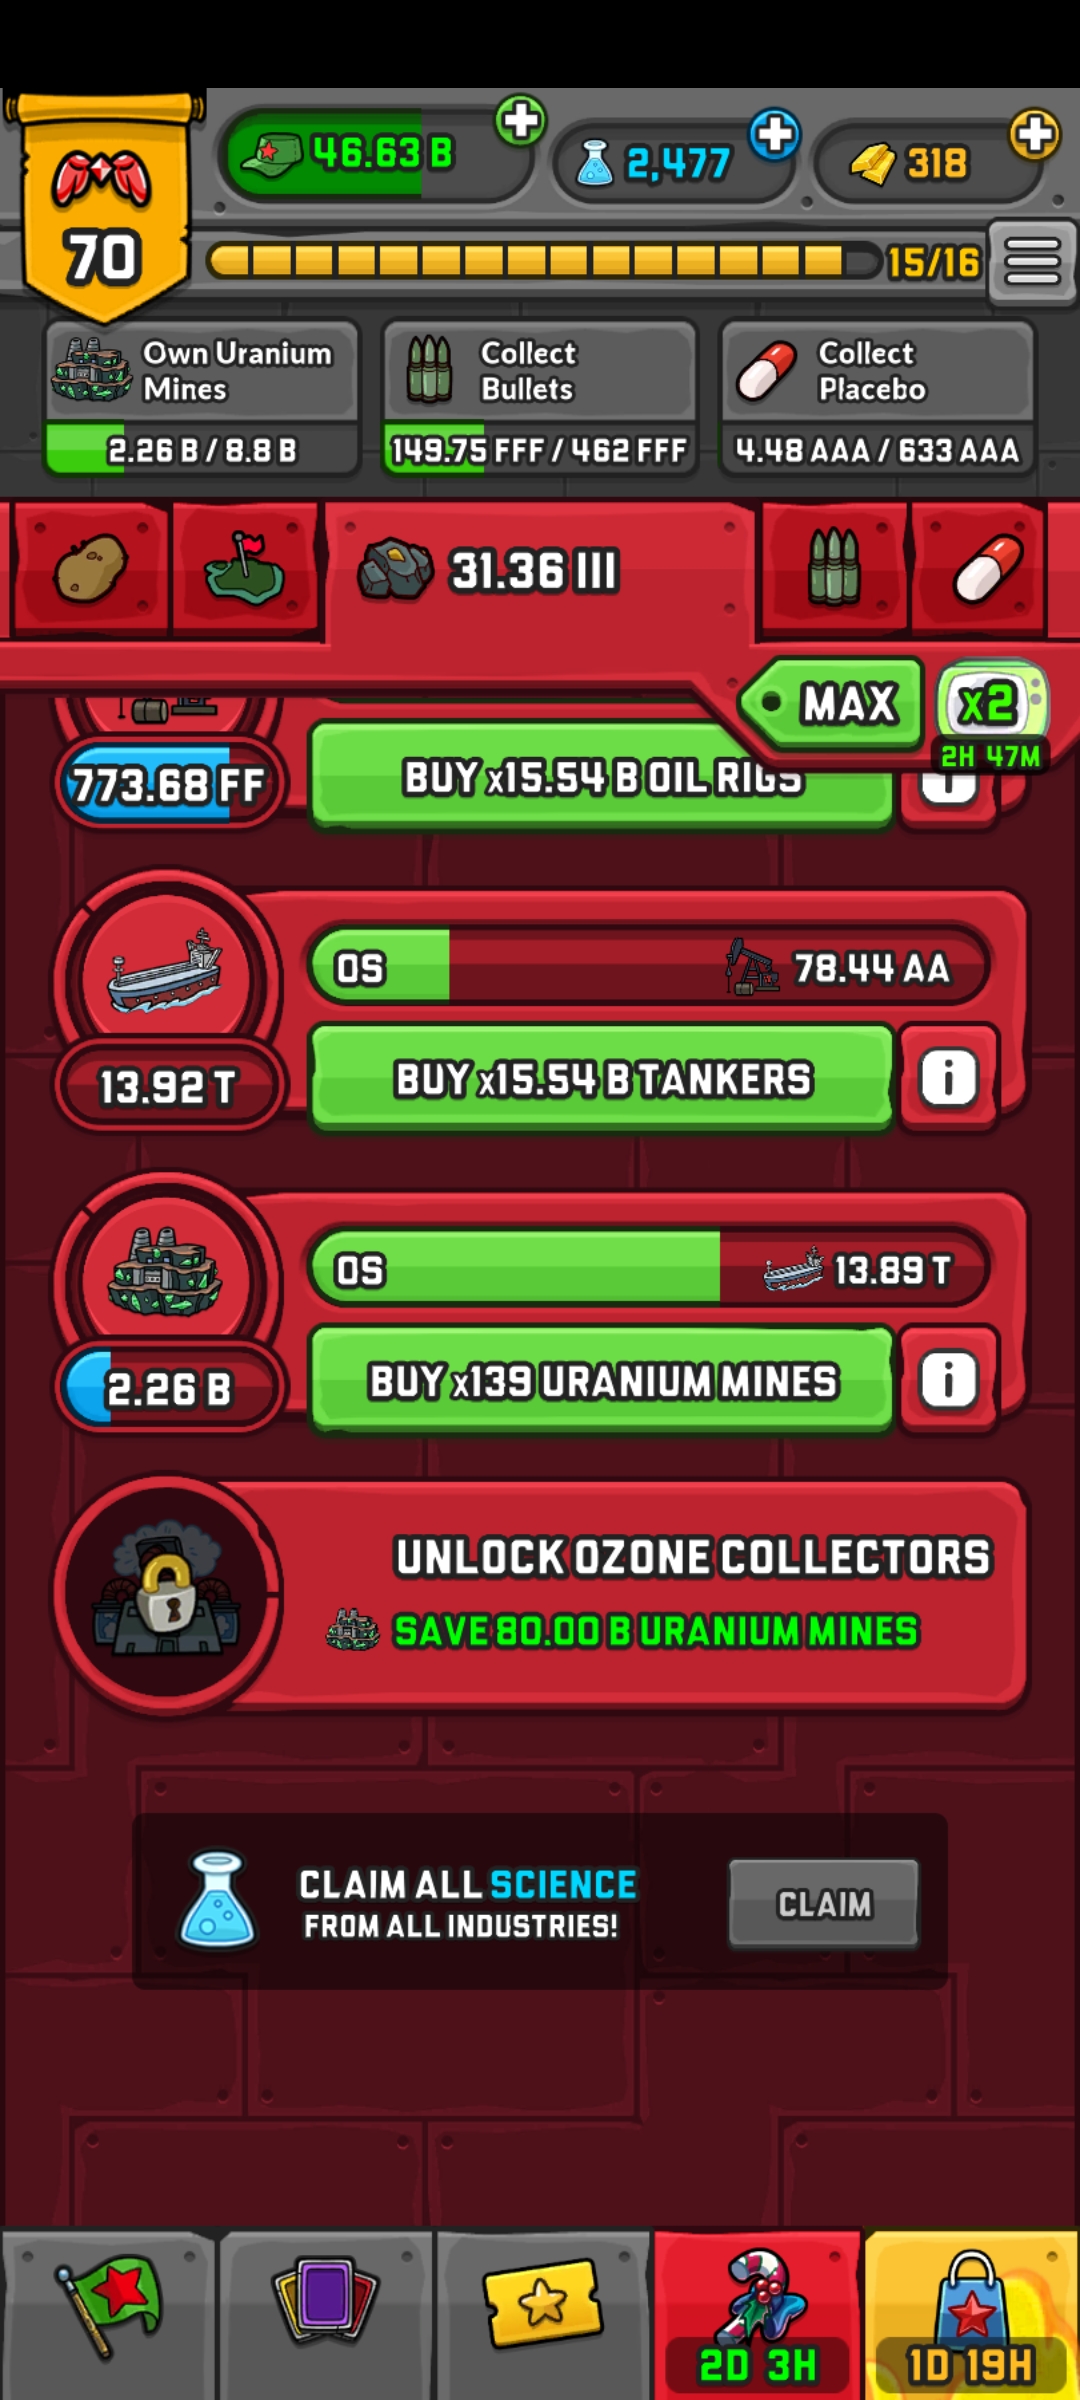 46.63 B
2,477
318
70
15/16
Own Uranium
Mines
2.26 B / 8.8 B
Collect
Bullets
149.75 FFF / 462 FFF
Collect
Placebo
4.48 AAA / 633 AAA
31.36 III
MAX
x2
2H 47M
773.68 FF
BUY x15.54 B OIL RIGS
0S
78.44 AA
13.92 T
BUY x15.54 B TANKERS
i
0S
13.89 T
2.26 B
BUY x139 URANIUM MINES
i
UNLOCK OZONE COLLECTORS
SAVE 80.00 B URANIUM MINES
CLAIM ALL SCIENCE
FROM ALL INDUSTRIES!
CLAIM
2D 3H
1D 19H